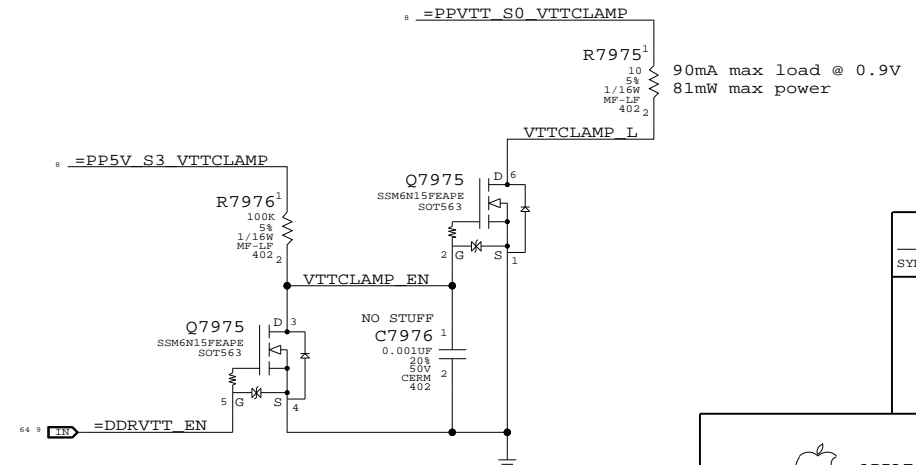 8 =PPVTT_S0_VTTCLAMP
R7975 1
10
5%
1/16W
MF-LF
402 2
90mA max load @ 0.9V
81mW max power
VTTCLAMP_L
8 =PP5V_S3_VTTCLAMP
Q7975
SSM6N15FEAPE
SOT563
D 6
2 G S 1
R7976 1
100K
5%
1/16W
MF-LF
402 2
VTTCLAMP_EN
Q7975
SSM6N15FEAPE
SOT563
D 3
5 G S 4
NO STUFF
C7976 1
0.001UF
20%
50V
CERM
402
2
64 9 IN =DDRVTT_EN